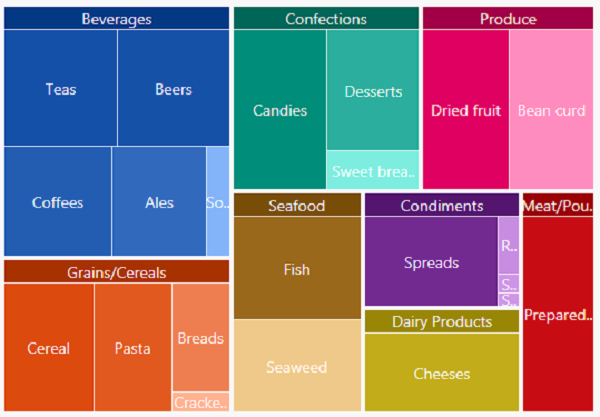 Beverages
Teas
Beers
Coffees
Ales
So..
Grains/Cereals
Cereal
Pasta
Breads
Cracke..
Confections
Candies
Desserts
Sweet brea..
Produce
Dried fruit
Bean curd
Seafood
Fish
Seaweed
Condiments
Spreads
R..
S..
S..
Dairy Products
Cheeses
Meat/Pou..
Prepared..